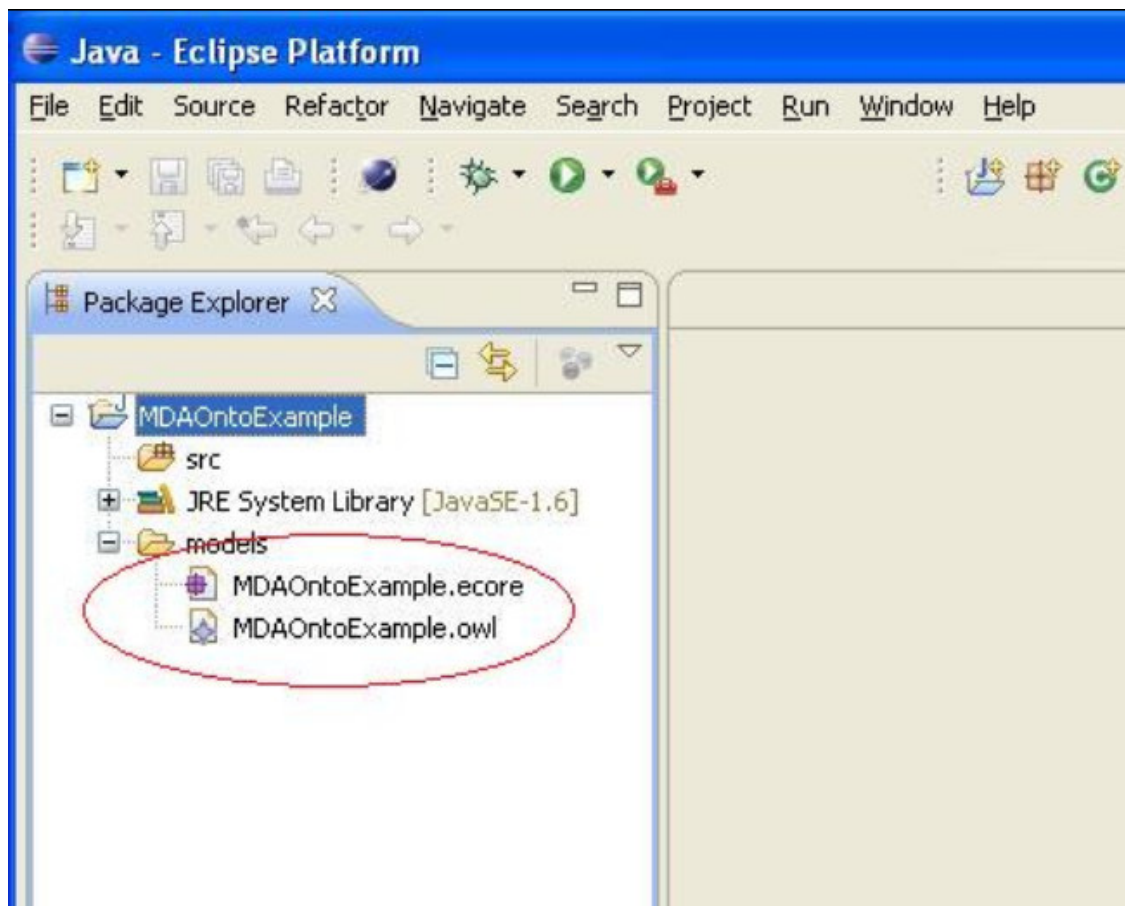 Java - Eclipse Platform
File Edit Source Refactor Navigate Search Project Run Window Help
Package Explorer
MDAOntoExample
src
JRE System Library [JavaSE-1.6]
models
MDAOntoExample.ecore
MDAOntoExample.owl